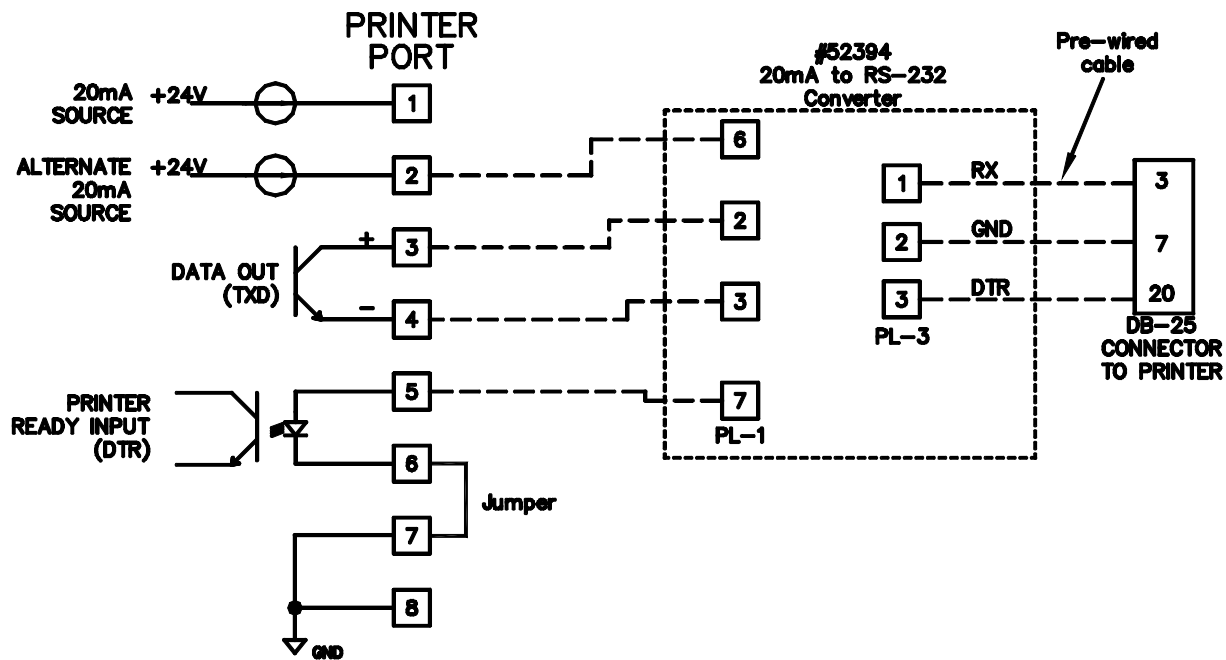 PRINTER
PORT
#52394
20mA to RS-232
Converter
Pre-wired
cable
20mA +24V
SOURCE
1
ALTERNATE +24V
20mA
SOURCE
2
6
1
RX
3
3
+
DATA OUT
(TXD)
-
4
2
3
2
GND
7
3
DTR
20
PL-3
DB-25
CONNECTOR
TO PRINTER
PRINTER
READY INPUT
(DTR)
5
7
PL-1
6
Jumper
7
8
GND